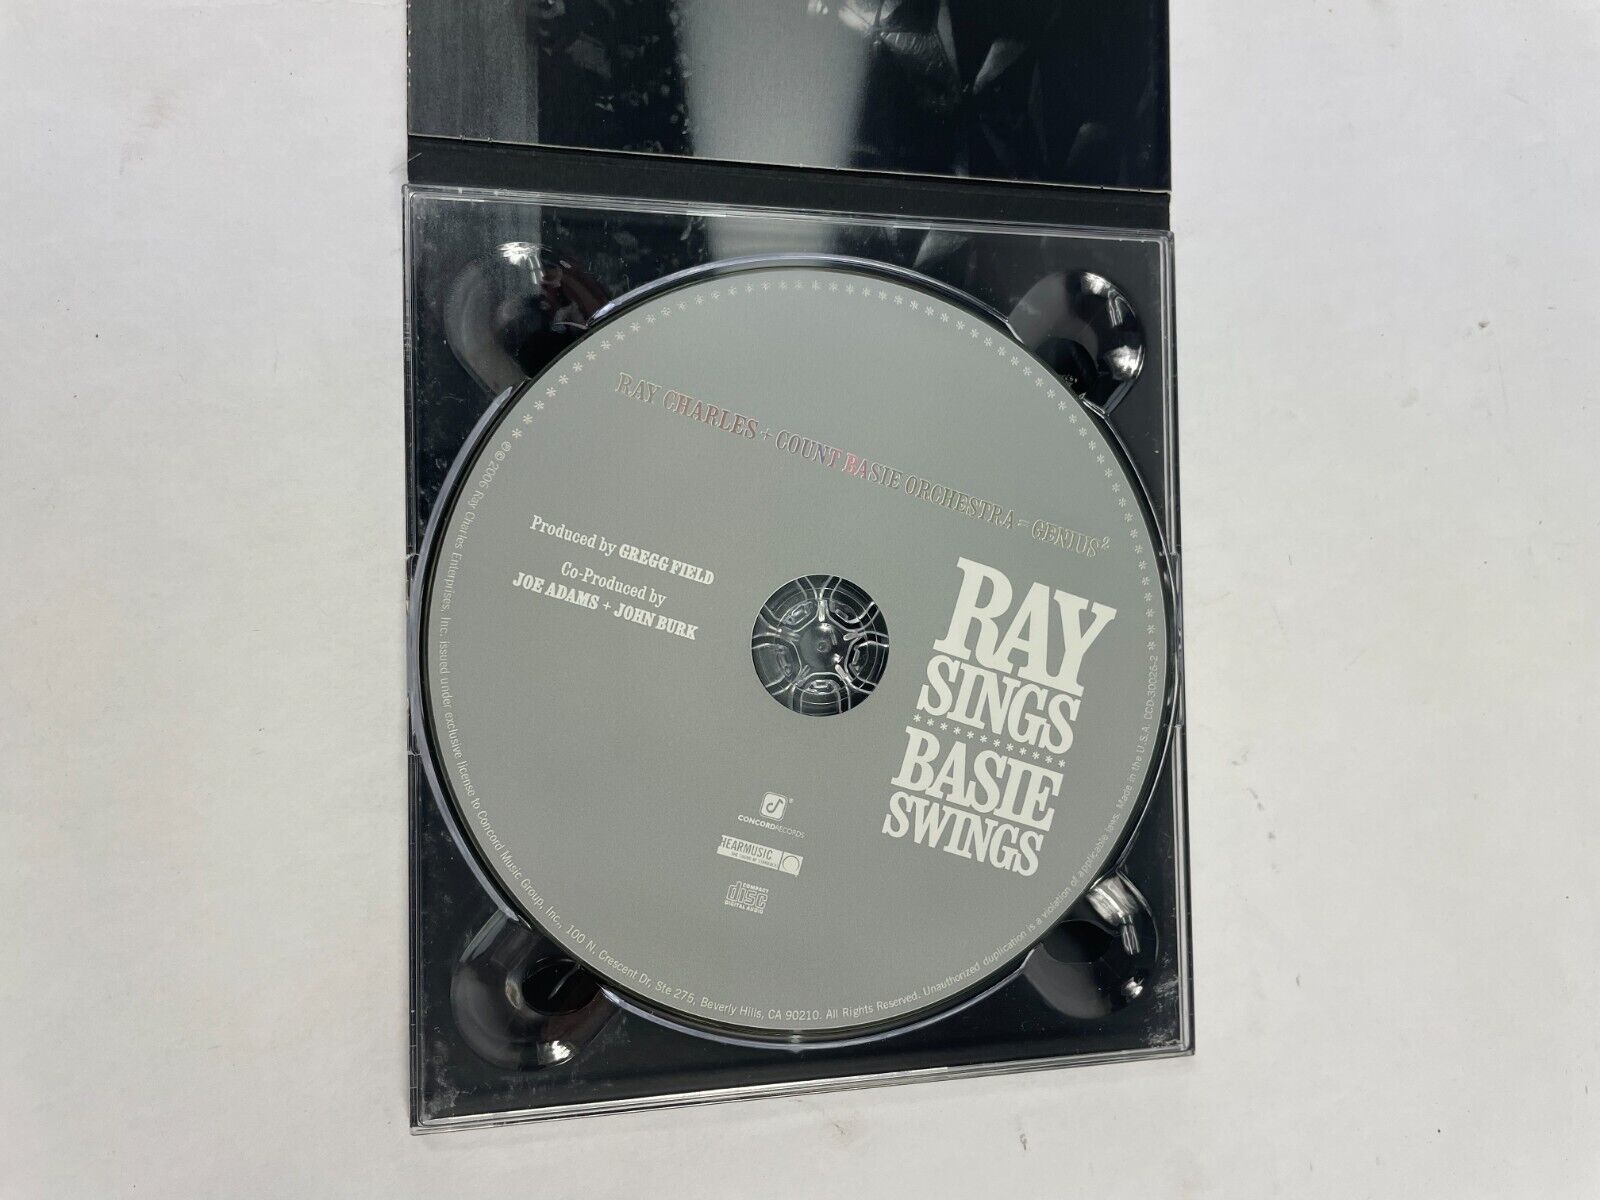 RAY CHARLES + COUNT BASIE ORCHESTRA = GENIUS²
Produced by GREGG FIELD
Co-Produced by
JOE ADAMS + JOHN BURK
RAY
SINGS
BASIE
SWINGS
CONCORDRECORDS
HEARMUSIC
COMPACT
disc
DIGITAL AUDIO
℗©2006 Ray Charles Enterprises, Inc. issued under exclusive license to Concord Music Group, Inc., 100 N. Crescent Dr., Ste 275, Beverly Hills, CA 90210. All Rights Reserved. Unauthorized duplication is a violation of applicable laws. Made in the U.S.A. CCD-30026-2